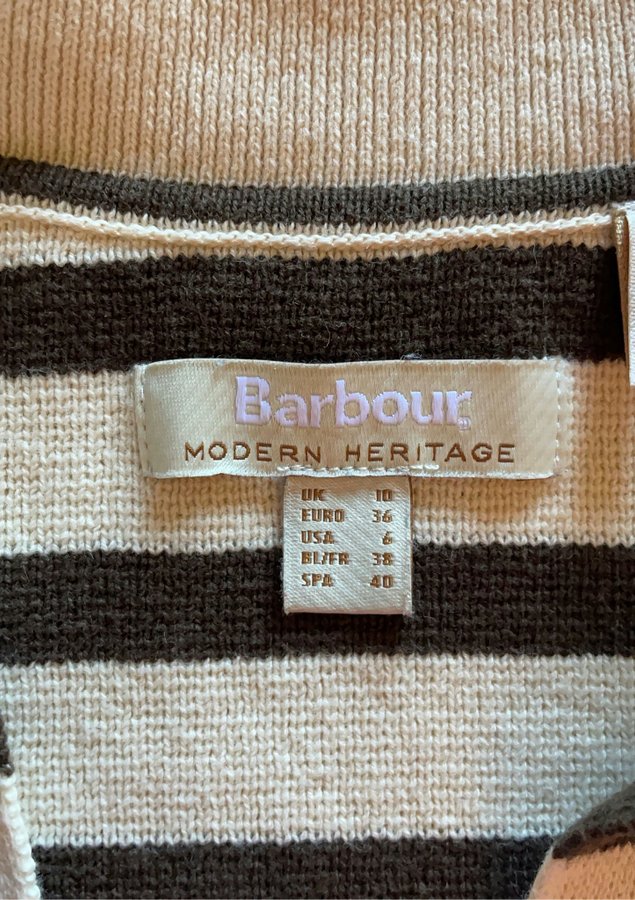 Barbour
MODERN HERITAGE
UK 10
EURO 36
USA 6
BL/FR 38
SPA 40